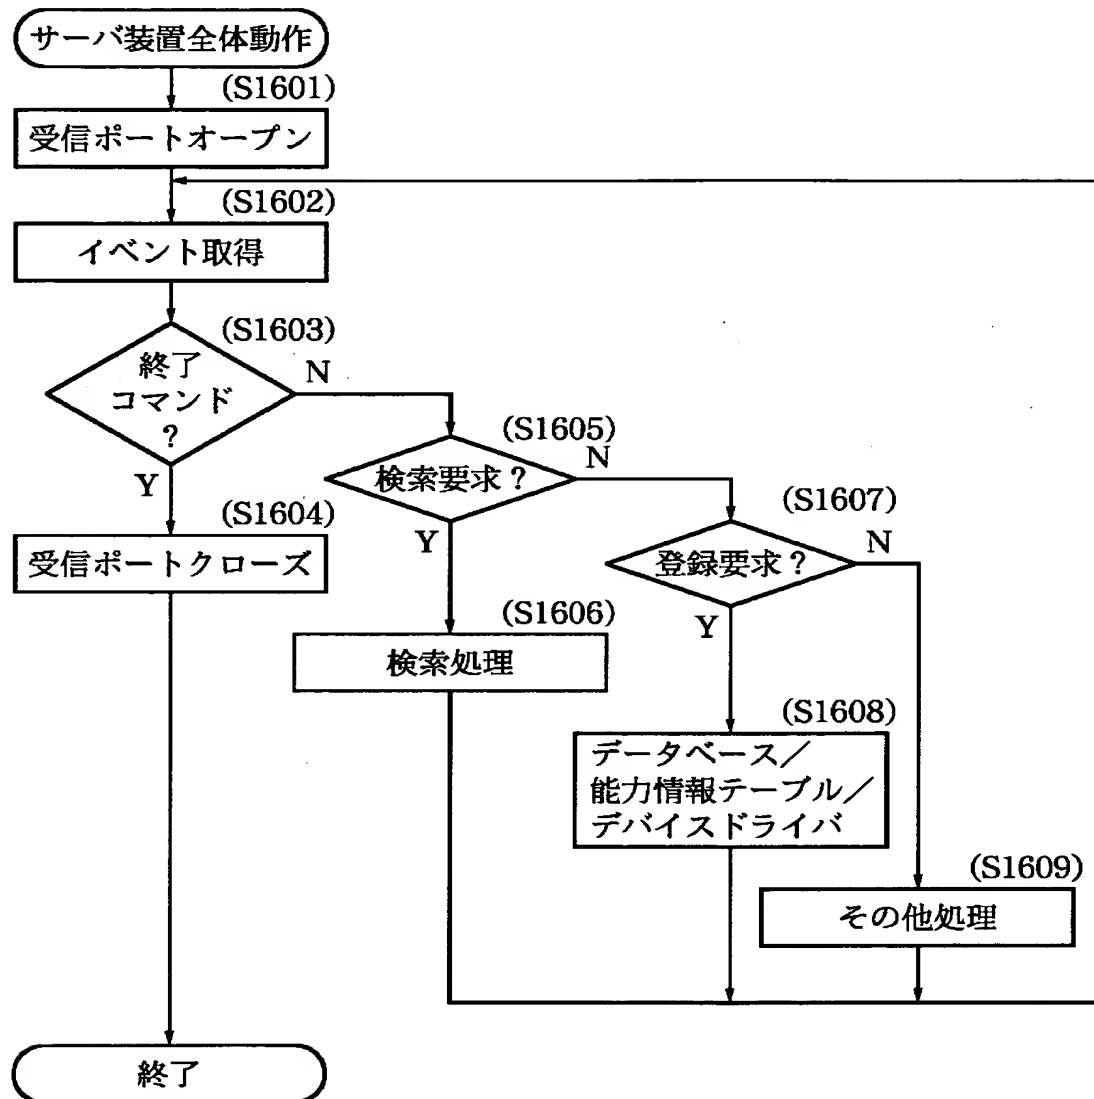 サーバ装置全体動作
(S1601)
受信ポートオープン
(S1602)
イベント取得
(S1603)
終了
コマンド
?
N
Y
(S1604)
受信ポートクローズ
(S1605)
検索要求?
N
Y
(S1606)
検索処理
(S1607)
登録要求?
N
Y
(S1608)
データベース/
能力情報テーブル/
デバイスドライバ
(S1609)
その他処理
終了